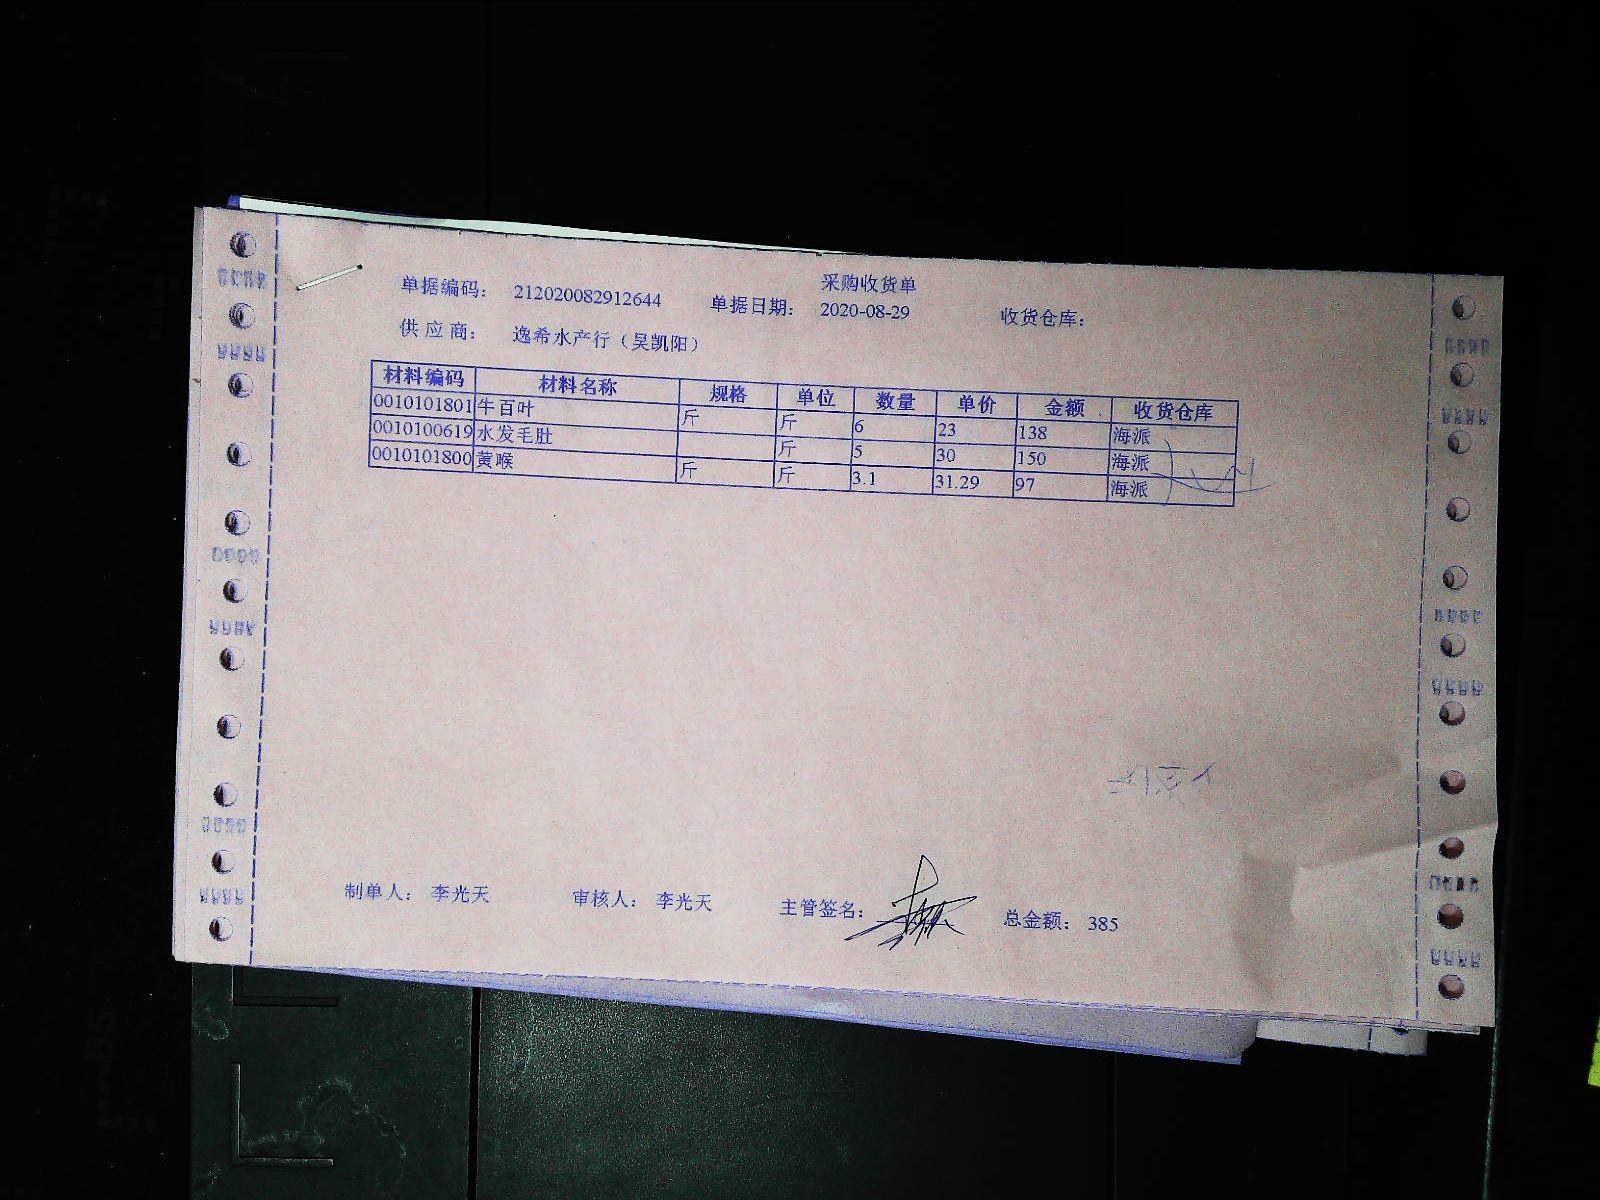 采购收货单
单据编码： 212020082912644 单据日期： 2020-08-29 收货仓库：
供应商： 逸希水产行（吴凯阳）
材料编码 材料名称 规格 单位 数量 单价 金额 收货仓库
0010101801 牛百叶 斤 斤 6 23 138 海派
0010100619 水发毛肚 斤 5 30 150 海派
0010101800 黄喉 斤 斤 3.1 31.29 97 海派
制单人： 李光天 审核人： 李光天 主管签名： 总金额： 385